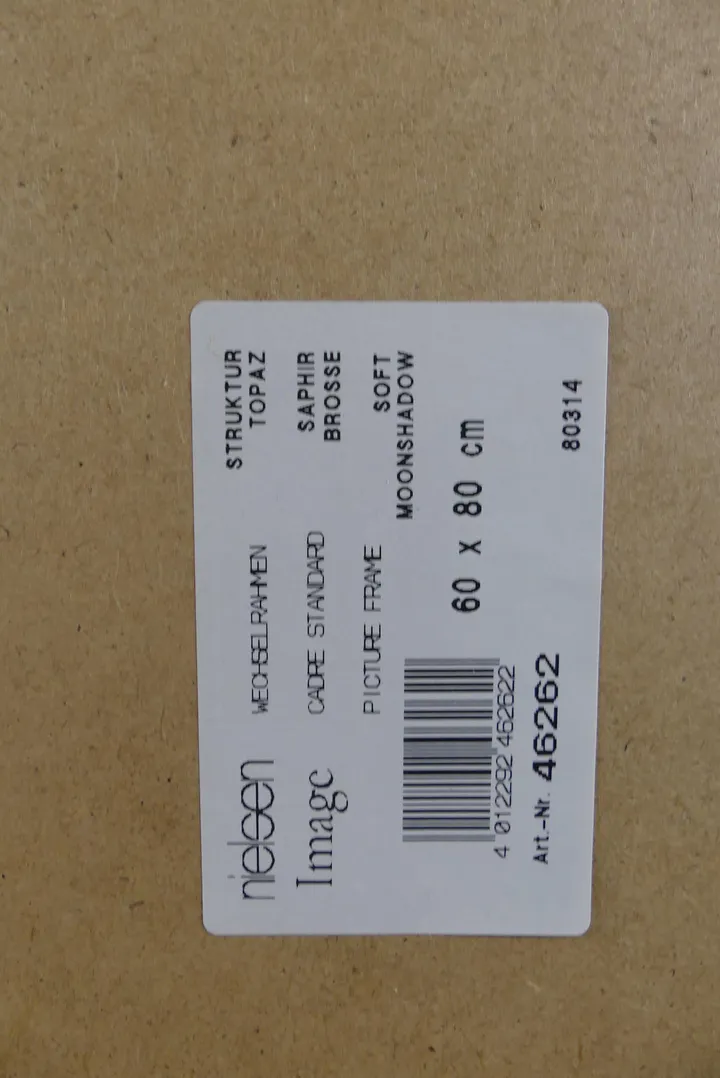 nielsen
Image
WECHSELRAHMEN
CADRE STANDARD
PICTURE FRAME
STRUKTUR
TOPAZ
SAPHIR
BROSSE
SOFT
MOONSHADOW
60 X 80 cm
4 012292 462622
Art.-Nr. 46262
80314